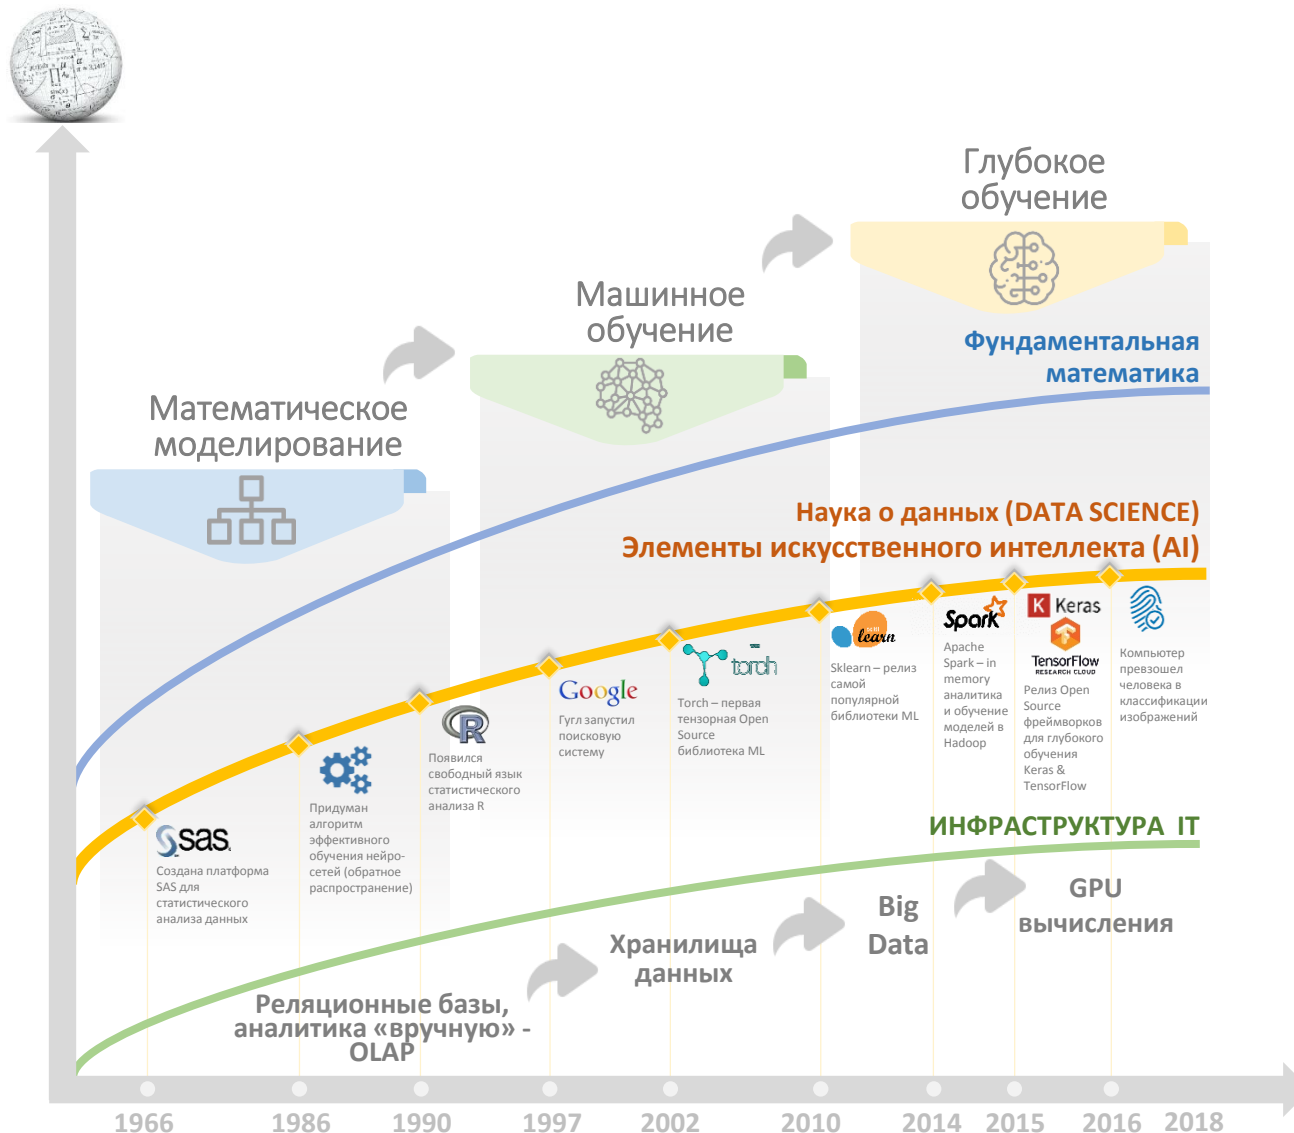 Глубокое
обучение
Машинное
обучение
Математическое
моделирование
Фундаментальная
математика
Наука о данных (DATA SCIENCE)
Элементы искусственного интеллекта (AI)
sas
Создана платформа
SAS для
статистического
анализа данных
Придуман
алгоритм
эффективного
обучения нейро-
сетей (обратное
распространение)
R
Появился
свободный язык
статистического
анализа R
Google
Гугл запустил
поисковую
систему
torch
Torch – первая
тензорная Open
Source
библиотека ML
learn
Sklearn – релиз
самой
популярной
библиотеки ML
Spark
Apache
Spark – in
memory
аналитика
и обучение
моделей в
Hadoop
K Keras
TensorFlow
RESEARCH CLOUD
Релиз Open
Source
фреймворков
для глубокого
обучения
Keras &
TensorFlow
Компьютер
превзошел
человека в
классификации
изображений
ИНФРАСТРУКТУРА IT
Реляционные базы,
аналитика «вручную» -
OLAP
Хранилища
данных
Big
Data
GPU
вычисления
1966
1986
1990
1997
2002
2010
2014
2015
2016
2018